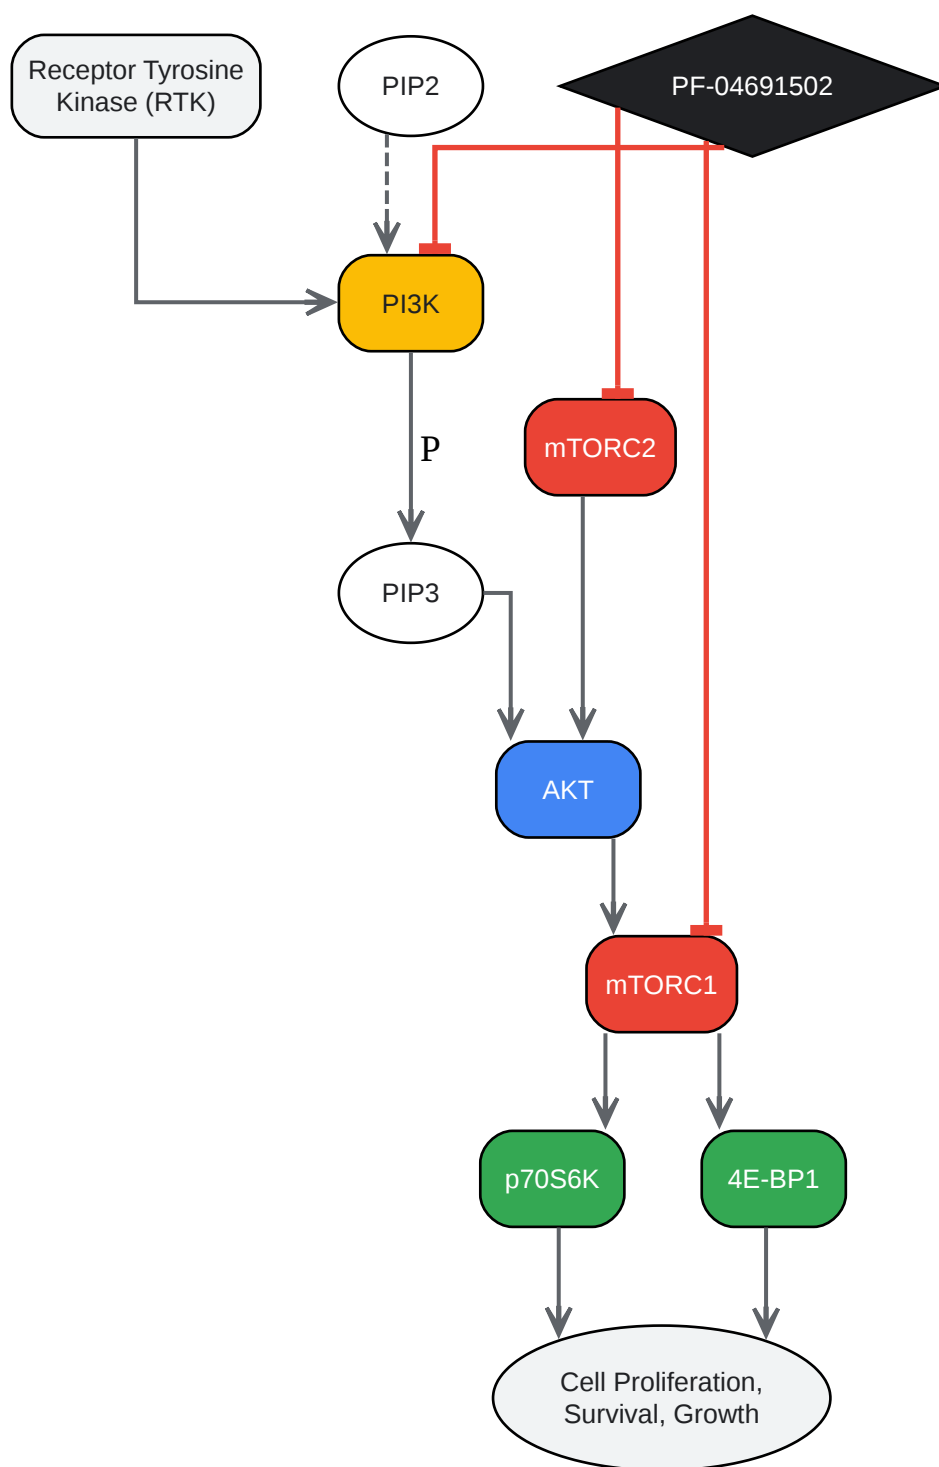 Receptor Tyrosine
Kinase (RTK)
PIP2
PF-04691502
PI3K
P
mTORC2
PIP3
AKT
mTORC1
p70S6K
4E-BP1
Cell Proliferation,
Survival, Growth